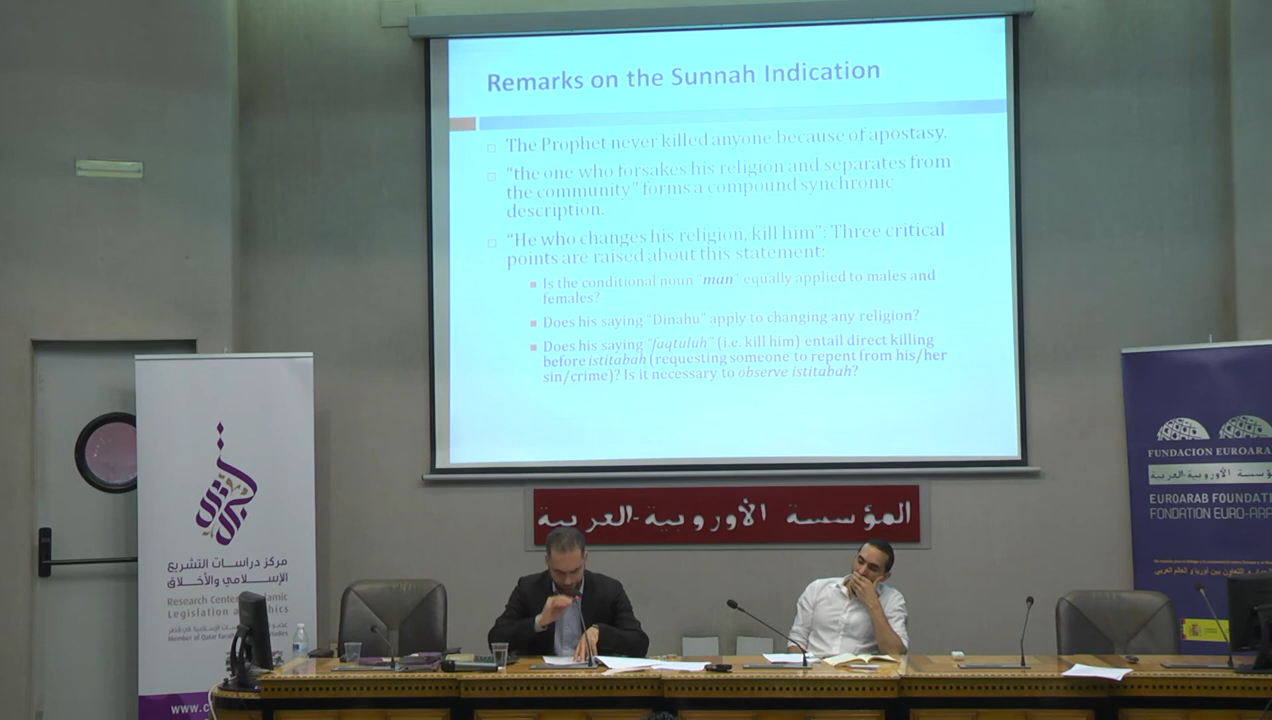 Remarks on the Sunnah Indication
The Prophet never killed anyone because of apostasy.
“the one who forsakes his religion and separates from
the community” forms a compound synchronic
description.
“He who changes his religion, kill him”: Three critical
points are raised about this statement:
Is the conditional noun “man” equally applied to males and
females?
Does his saying “Dinahu” apply to changing any religion?
Does his saying “faqtuluh” (i.e. kill him) entail direct killing
before istitabah (requesting someone to repent from his/her
sin/crime)? Is it necessary to observe istitabah?
المؤسسة الأوروبية-العربية
مركز دراسات التشريع
الإسلامي والأخلاق
Research Center
Legislation
www.c
FUNDACION EUROARAB
الأوروبية-العربية
EUROARAB FOUNDATI
FONDATION EURO-ARA